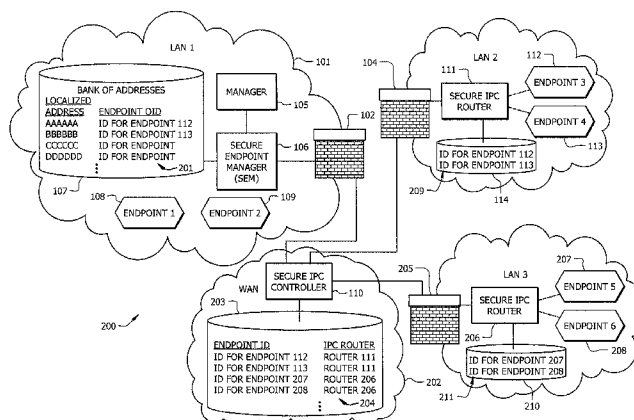 LAN 1
101
BANK OF ADDRESSES
LOCALIZED
ADDRESS ENDPOINT OID
AAAAAA ID FOR ENDPOINT 112
BBBBBB ID FOR ENDPOINT 113
CCCCCC ID FOR ENDPOINT
DDDDDD ID FOR ENDPOINT
201
107
MANAGER
105
SECURE
ENDPOINT
MANAGER
(SEM)
106
102
108
ENDPOINT 1
109
ENDPOINT 2
104
LAN 2
111
SECURE IPC
ROUTER
112
ENDPOINT 3
ENDPOINT 4
113
ID FOR ENDPOINT 112
ID FOR ENDPOINT 113
209
114
200
WAN
203
SECURE IPC
CONTROLLER
110
ENDPOINT ID IPC ROUTER
ID FOR ENDPOINT 112 ROUTER 111
ID FOR ENDPOINT 113 ROUTER 111
ID FOR ENDPOINT 207 ROUTER 206
ID FOR ENDPOINT 208 ROUTER 206
204
202
205
LAN 3
SECURE IPC
ROUTER
206
207
ENDPOINT 5
ENDPOINT 6
208
ID FOR ENDPOINT 207
ID FOR ENDPOINT 208
211
210